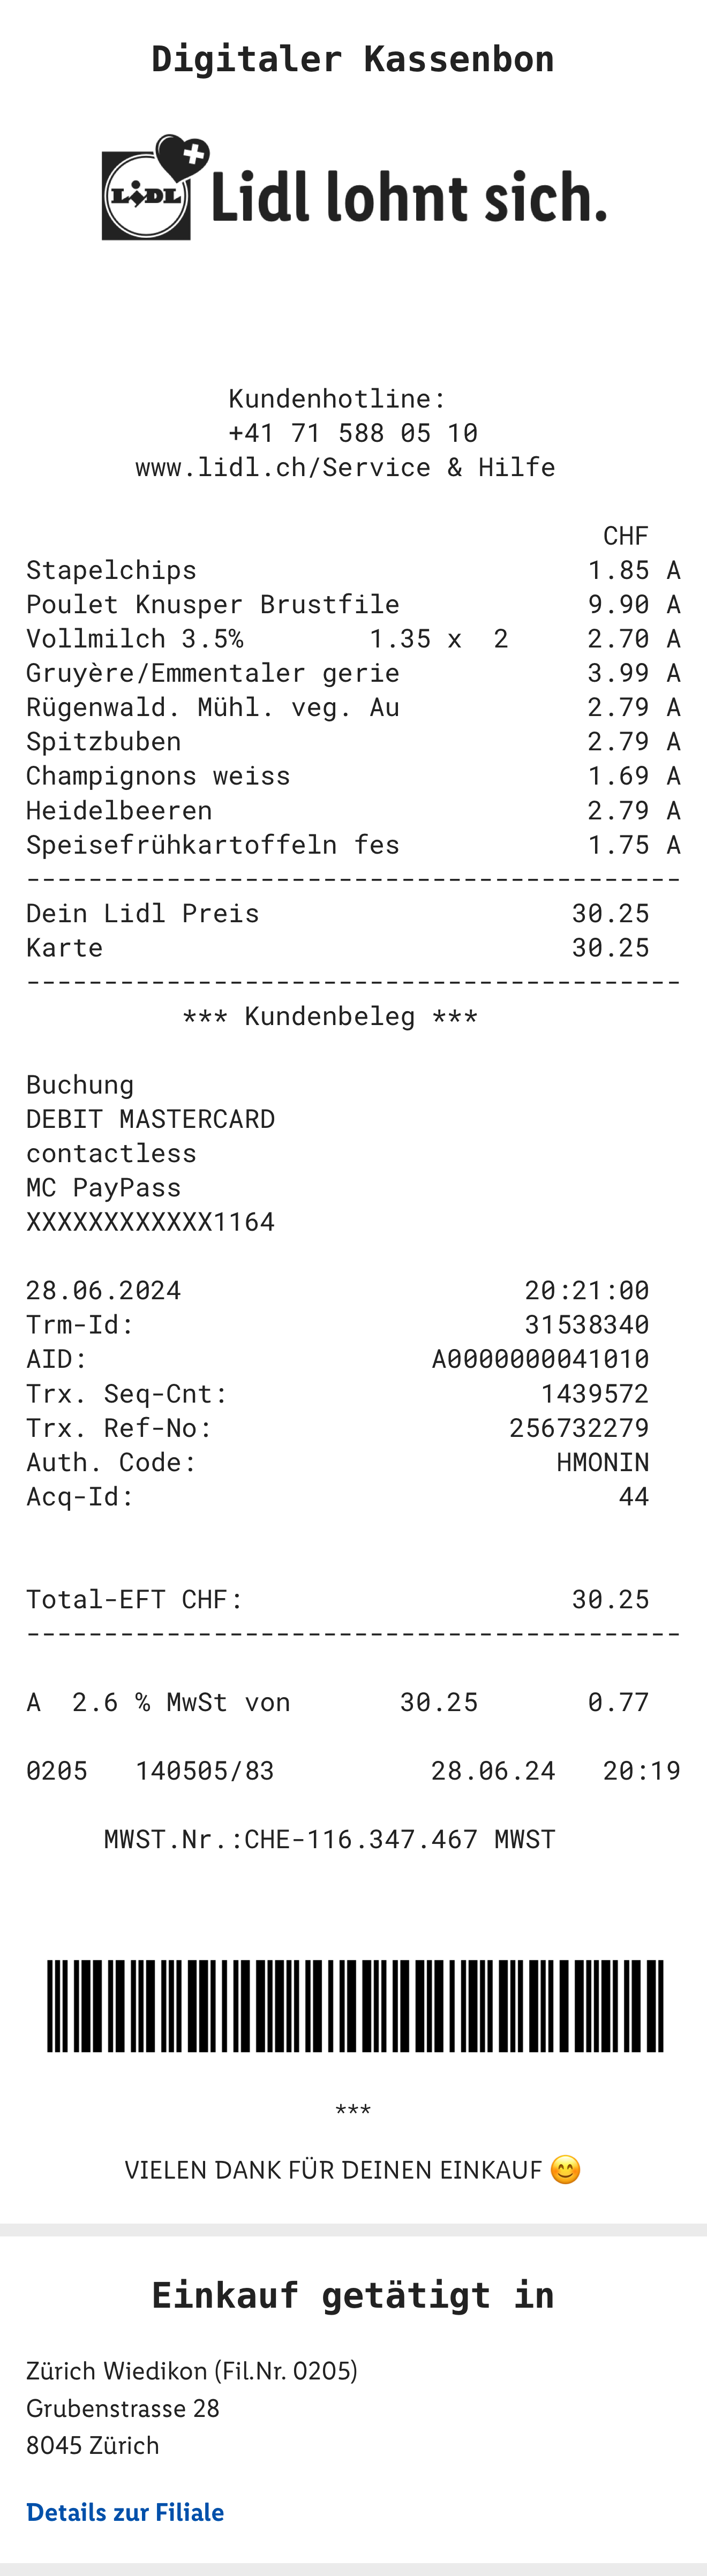 Digitaler Kassenbon
LIDL Lidl lohnt sich.
Kundenhotline:
+41 71 588 05 10
www.lidl.ch/Service & Hilfe
CHF
Stapelchips 1.85 A
Poulet Knusper Brustfile 9.90 A
Vollmilch 3.5% 1.35 x 2 2.70 A
Gruyère/Emmentaler gerie 3.99 A
Rügenwald. Mühl. veg. Au 2.79 A
Spitzbuben 2.79 A
Champignons weiss 1.69 A
Heidelbeeren 2.79 A
Speisefrühkartoffeln fes 1.75 A
------------------------------------------
Dein Lidl Preis 30.25
Karte 30.25
------------------------------------------
*** Kundenbeleg ***
Buchung
DEBIT MASTERCARD
contactless
MC PayPass
XXXXXXXXXXXX1164
28.06.2024 20:21:00
Trm-Id: 31538340
AID: A0000000041010
Trx. Seq-Cnt: 1439572
Trx. Ref-No: 256732279
Auth. Code: HMONIN
Acq-Id: 44
Total-EFT CHF: 30.25
------------------------------------------
A 2.6 % MwSt von 30.25 0.77
0205 140505/83 28.06.24 20:19
MWST.Nr.:CHE-116.347.467 MWST
***
VIELEN DANK FÜR DEINEN EINKAUF 😊
Einkauf getätigt in
Zürich Wiedikon (Fil.Nr. 0205)
Grubenstrasse 28
8045 Zürich
Details zur Filiale